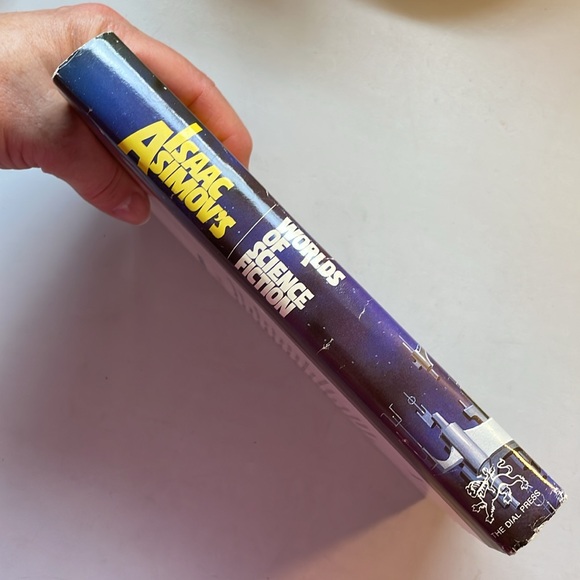 ISAAC
ASIMOV'S
WORLDS
OF
SCIENCE
FICTION
THE DIAL PRESS